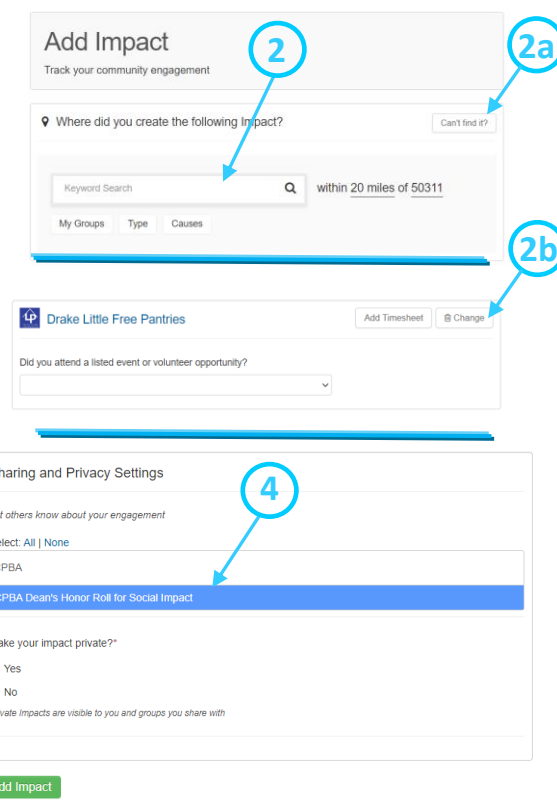 Add Impact
2
2a
Track your community engagement
Where did you create the following Impact?
Can't find it?
Keyword Search
within 20 miles of 50311
My Groups Type Causes
2b
LP
Drake Little Free Pantries
Add Timesheet
Change
Did you attend a listed event or volunteer opportunity?
haring and Privacy Settings
4
t others know about your engagement
elect: All | None
PBA
CPBA Dean's Honor Roll for Social Impact
ake your impact private?*
Yes
No
ivate Impacts are visible to you and groups you share with
dd Impact